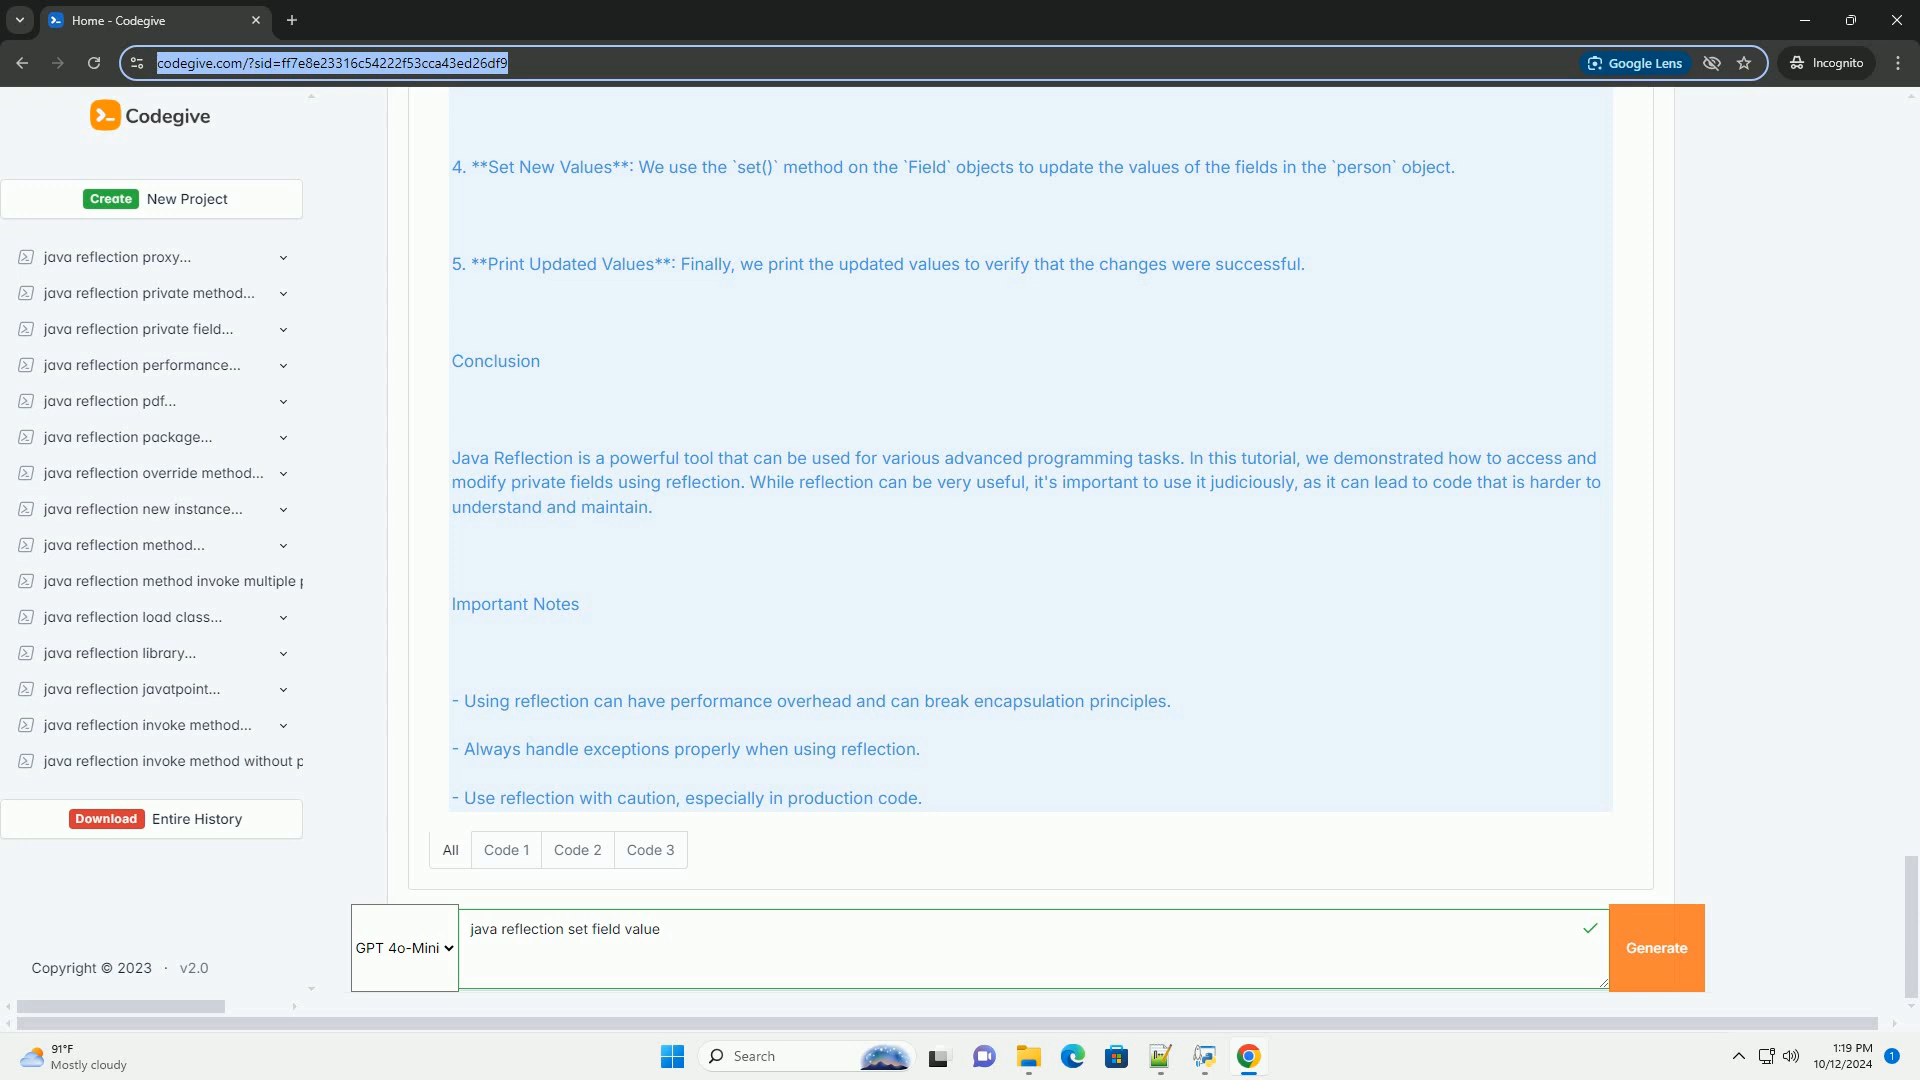 Home - Codegive
codegive.com/?sid=ff7e8e23316c54222f53cca43ed26df9
Google Lens
Incognito
Codegive
Create New Project
java reflection proxy...
java reflection private method...
java reflection private field...
java reflection performance...
java reflection pdf...
java reflection package...
java reflection override method...
java reflection new instance...
java reflection method...
java reflection method invoke multiple p
java reflection load class...
java reflection library...
java reflection javatpoint...
java reflection invoke method...
java reflection invoke method without p
Download Entire History
Copyright © 2023 · v2.0
4. **Set New Values**: We use the `set()` method on the `Field` objects to update the values of the fields in the `person` object.
5. **Print Updated Values**: Finally, we print the updated values to verify that the changes were successful.
Conclusion
Java Reflection is a powerful tool that can be used for various advanced programming tasks. In this tutorial, we demonstrated how to access and
modify private fields using reflection. While reflection can be very useful, it's important to use it judiciously, as it can lead to code that is harder to
understand and maintain.
Important Notes
- Using reflection can have performance overhead and can break encapsulation principles.
- Always handle exceptions properly when using reflection.
- Use reflection with caution, especially in production code.
All Code 1 Code 2 Code 3
GPT 4o-Mini
java reflection set field value
Generate
91°F
Mostly cloudy
Search
1:19 PM
10/12/2024
1